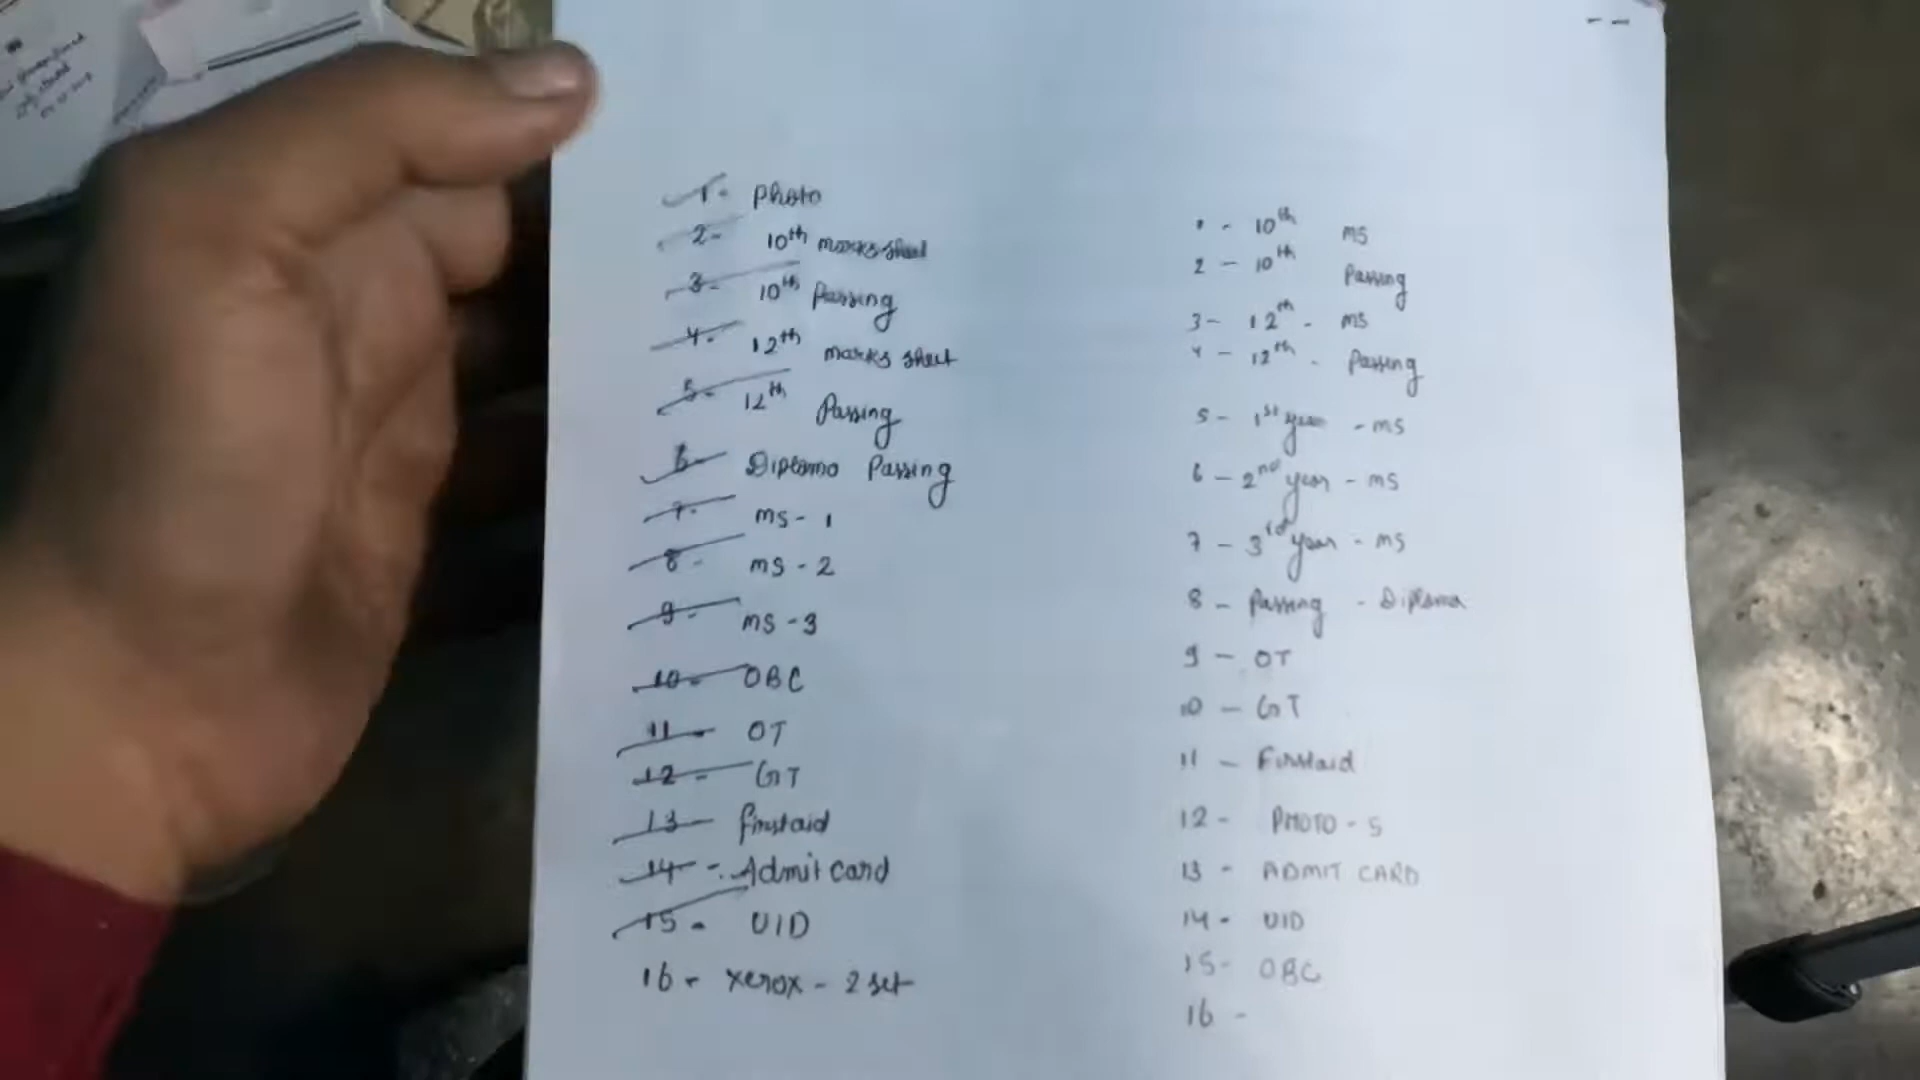 1- Photo
2- 10th marks sheet
3- 10th Passing
4- 12th marks sheet
5- 12th Passing
6- Diploma Passing
7- ms - 1
8- ms - 2
9- ms - 3
10- OBC
11- OT
12- GT
13- firstaid
14- Admit card
15- UID
16- xerox - 2 set
1 - 10th ms
2 - 10th Passing
3 - 12th - ms
4 - 12th - Passing
5 - 1st year - ms
6 - 2nd year - ms
7 - 3rd year - ms
8 - Passing - Diploma
9 - OT
10 - GT
11 - Firstaid
12 - PHOTO - 5
13 - ADMIT CARD
14 - UID
15 - OBC
16 -